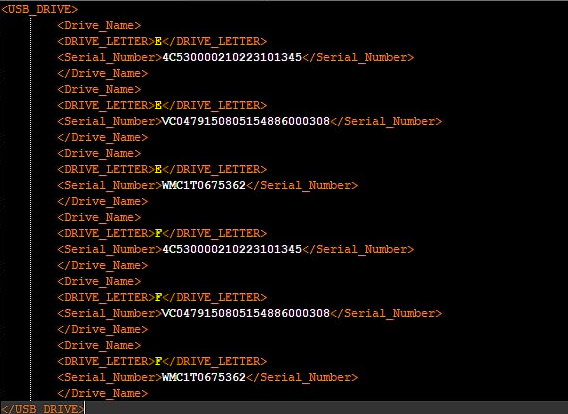 <USB_DRIVE>
<Drive_Name>
<DRIVE_LETTER>E</DRIVE_LETTER>
<Serial_Number>4C530000210223101345</Serial_Number>
</Drive_Name>
<Drive_Name>
<DRIVE_LETTER>E</DRIVE_LETTER>
<Serial_Number>VC0479150805154886000308</Serial_Number>
</Drive_Name>
<Drive_Name>
<DRIVE_LETTER>E</DRIVE_LETTER>
<Serial_Number>WMC1T0675362</Serial_Number>
</Drive_Name>
<Drive_Name>
<DRIVE_LETTER>F</DRIVE_LETTER>
<Serial_Number>4C530000210223101345</Serial_Number>
</Drive_Name>
<Drive_Name>
<DRIVE_LETTER>F</DRIVE_LETTER>
<Serial_Number>VC0479150805154886000308</Serial_Number>
</Drive_Name>
<Drive_Name>
<DRIVE_LETTER>F</DRIVE_LETTER>
<Serial_Number>WMC1T0675362</Serial_Number>
</Drive_Name>
</USB_DRIVE>